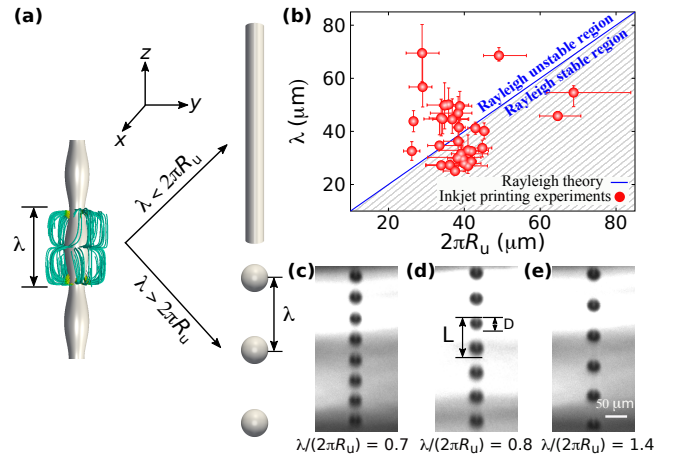 (a)
z
y
x
λ
λ < 2πRᵤ
λ > 2πRᵤ
λ
(b)
λ (μm)
80
60
40
20
Rayleigh unstable region
Rayleigh stable region
Rayleigh theory
Inkjet printing experiments
20 40 60 80
2πRᵤ (μm)
(c)
(d)
(e)
L
D
50 μm
λ/(2πRᵤ) = 0.7
λ/(2πRᵤ) = 0.8
λ/(2πRᵤ) = 1.4